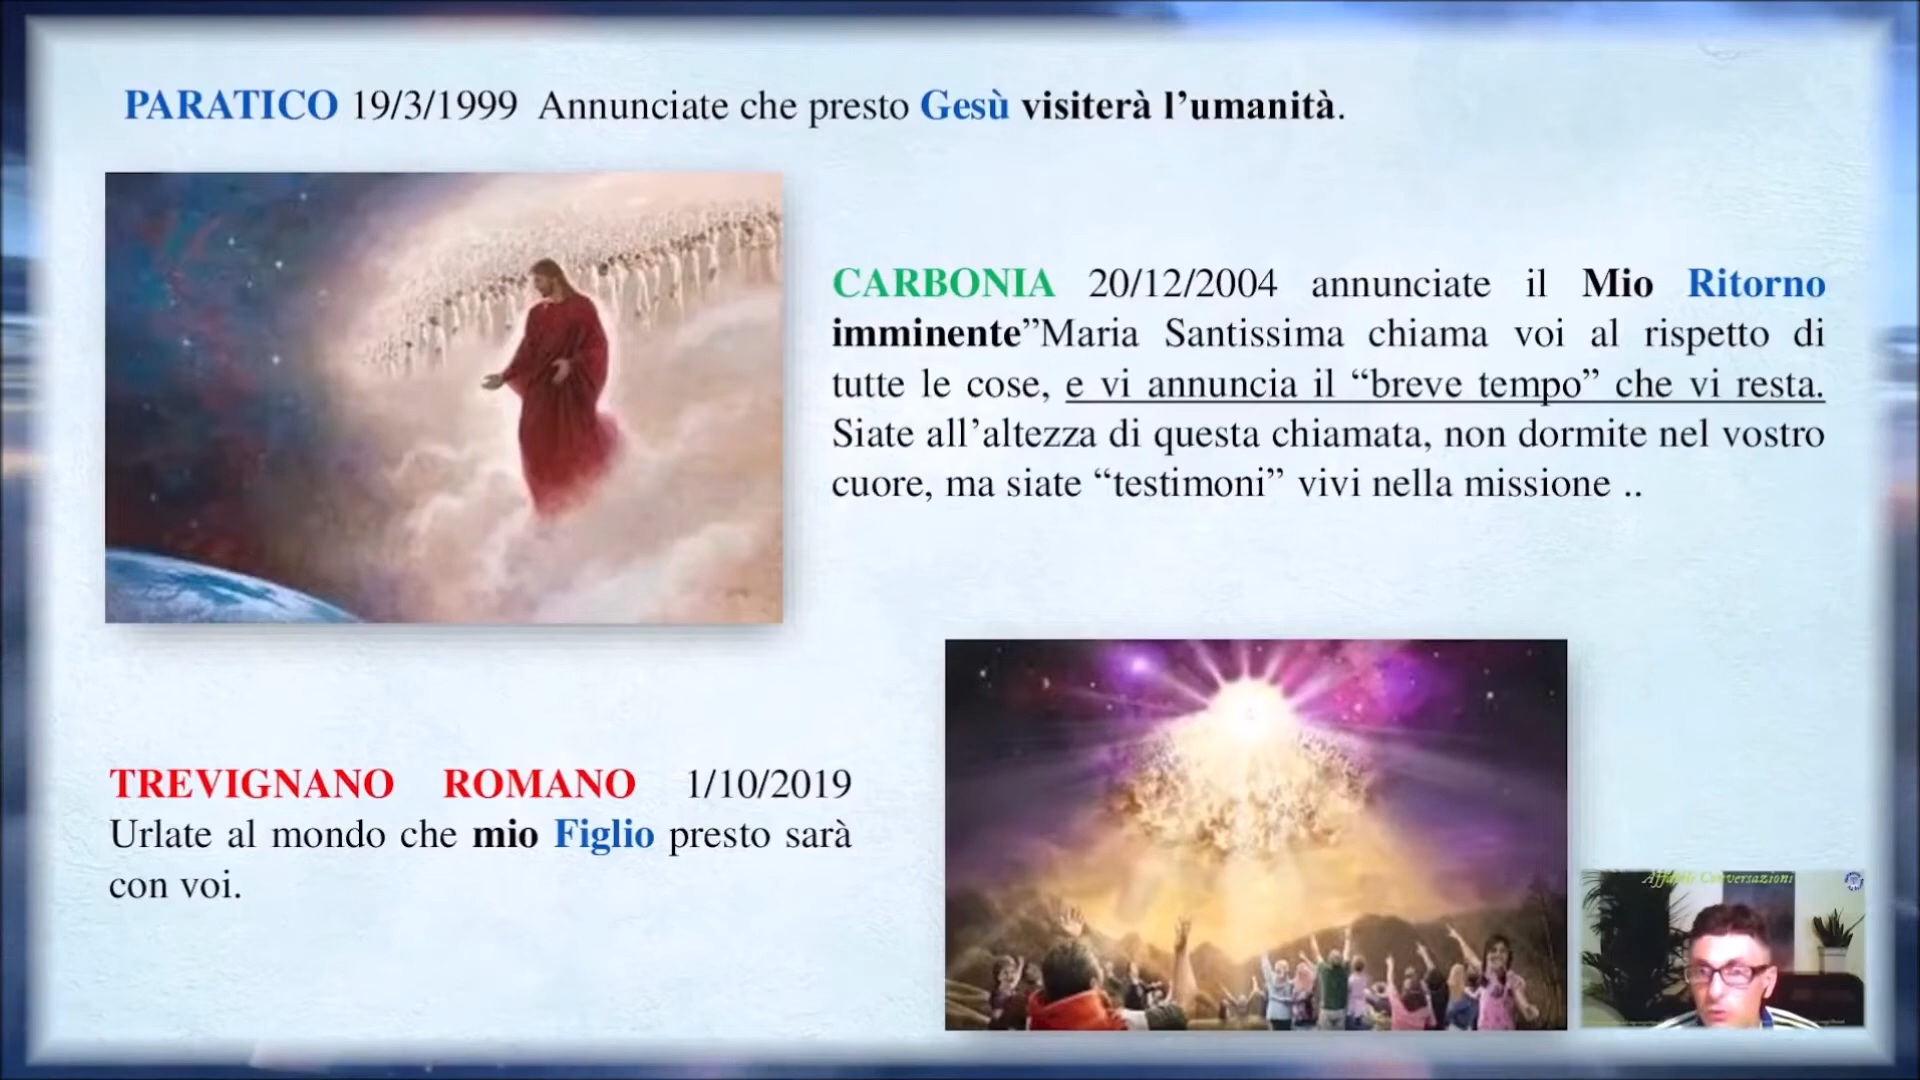 PARATICO 19/3/1999 Annunciate che presto Gesù visiterà l’umanità.
CARBONIA 20/12/2004 annunciate il Mio Ritorno
imminente”Maria Santissima chiama voi al rispetto di
tutte le cose, e vi annuncia il “breve tempo” che vi resta.
Siate all’altezza di questa chiamata, non dormite nel vostro
cuore, ma siate “testimoni” vivi nella missione ..
TREVIGNANO ROMANO 1/10/2019
Urlate al mondo che mio Figlio presto sarà
con voi.
Conversazioni